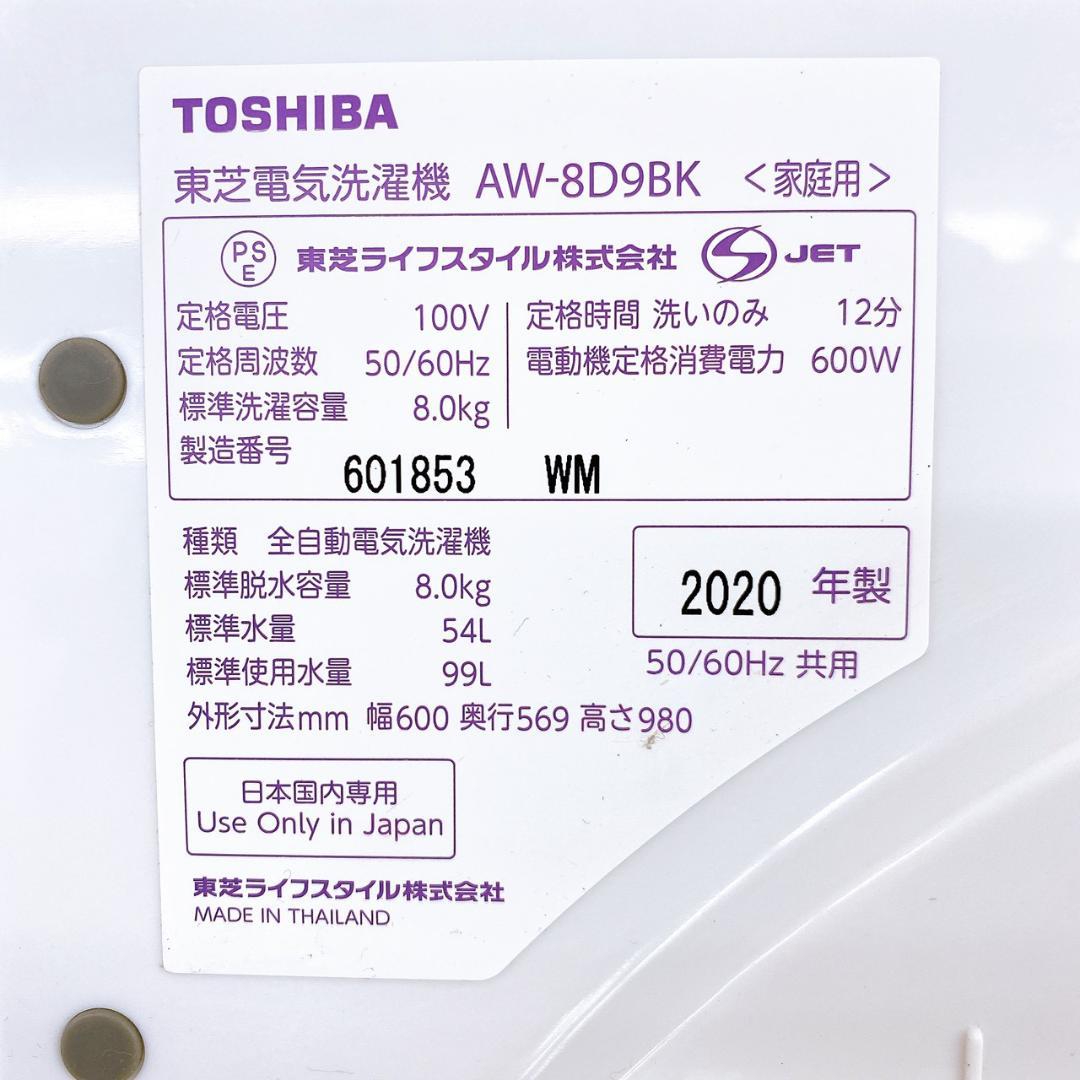 TOSHIBA
東芝電気洗濯機 AW-8D9BK <家庭用>
PS E 東芝ライフスタイル株式会社 S JET
定格電圧 100V 定格時間 洗いのみ 12分
定格周波数 50/60Hz 電動機定格消費電力 600W
標準洗濯容量 8.0kg
製造番号 601853 WM
種類 全自動電気洗濯機
標準脱水容量 8.0kg
標準水量 54L
標準使用水量 99L
外形寸法mm 幅600 奥行569 高さ980
2020 年製
50/60Hz 共用
日本国内専用
Use Only in Japan
東芝ライフスタイル株式会社
MADE IN THAILAND